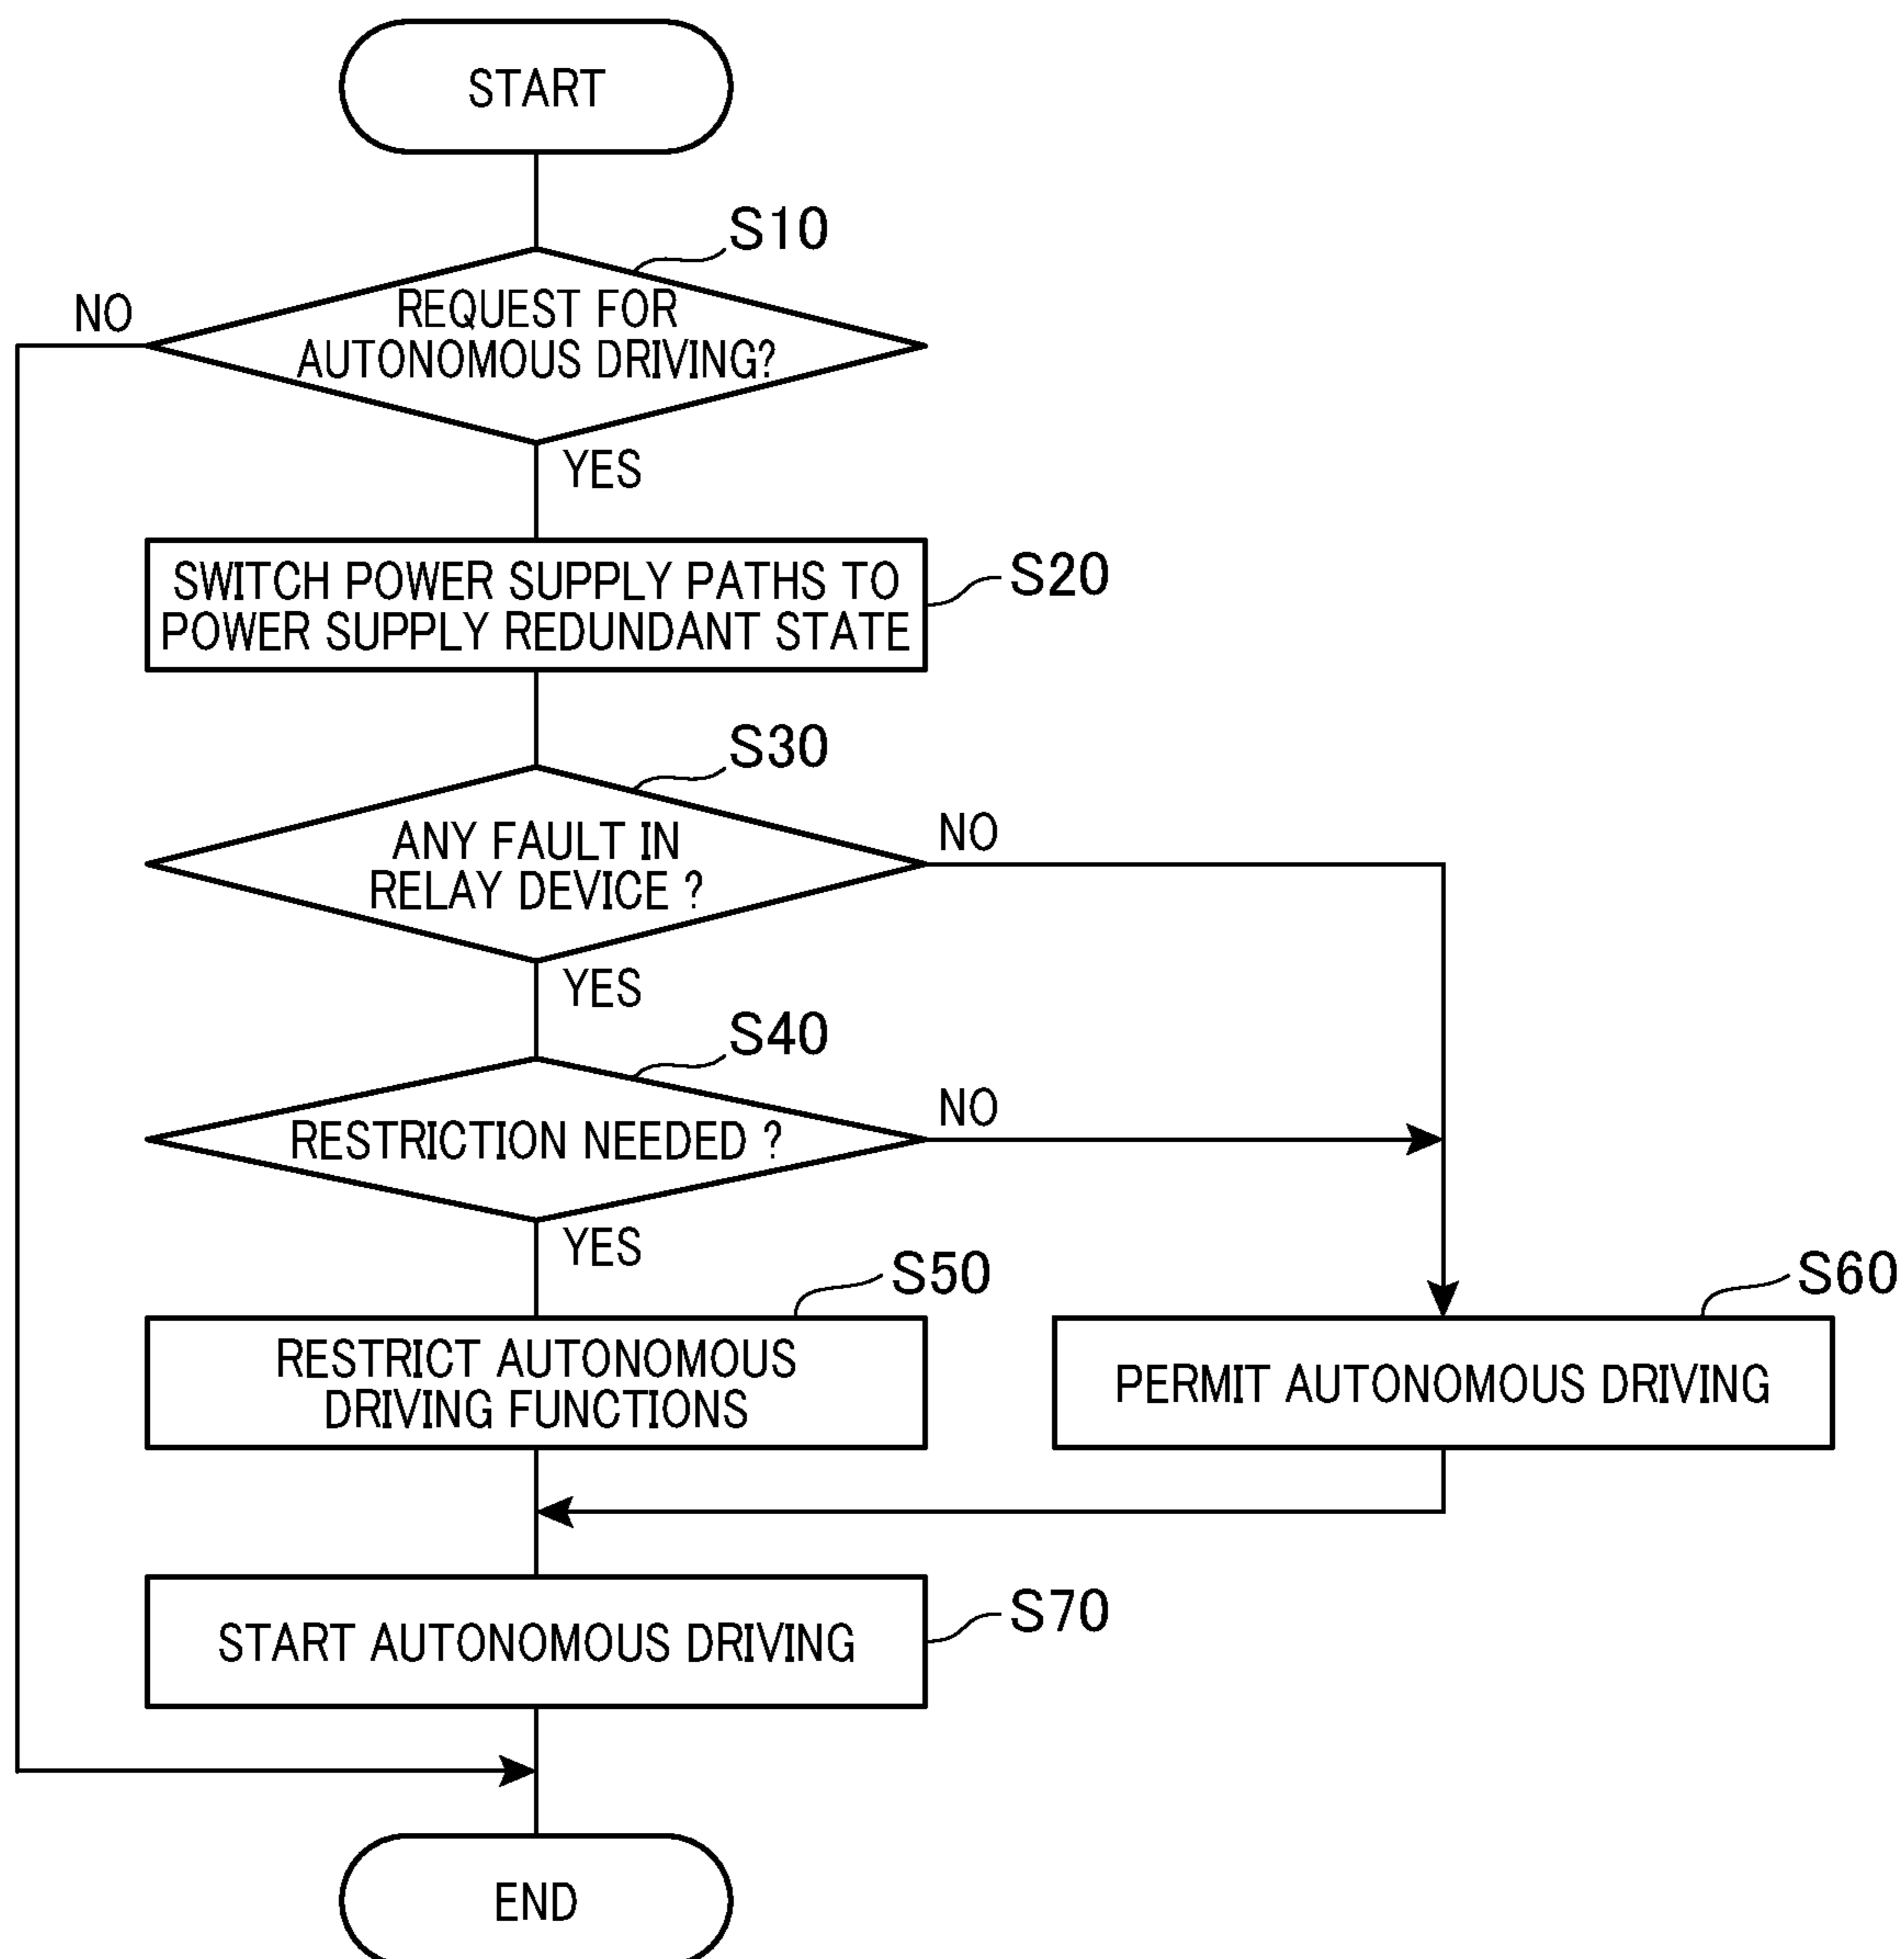 START
S10
NO
REQUEST FOR
AUTONOMOUS DRIVING?
YES
SWITCH POWER SUPPLY PATHS TO
POWER SUPPLY REDUNDANT STATE
S20
S30
ANY FAULT IN
RELAY DEVICE ?
NO
YES
S40
RESTRICTION NEEDED ?
NO
YES
S50
RESTRICT AUTONOMOUS
DRIVING FUNCTIONS
S60
PERMIT AUTONOMOUS DRIVING
START AUTONOMOUS DRIVING
S70
END